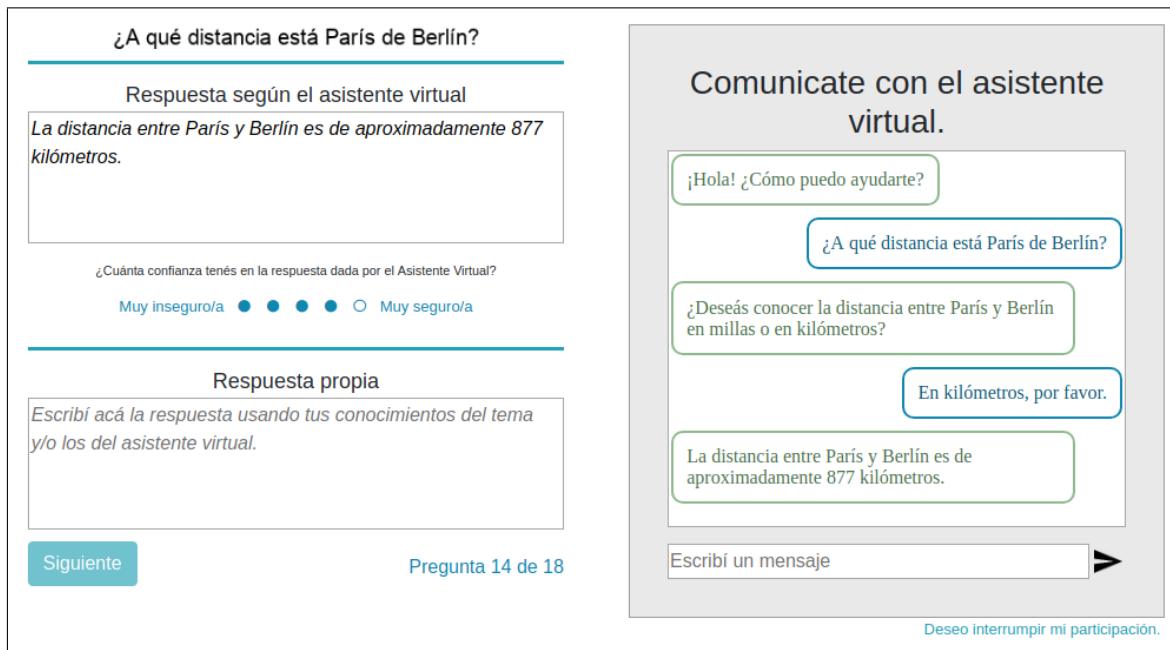 ¿A qué distancia está París de Berlín?
Respuesta según el asistente virtual
La distancia entre París y Berlín es de aproximadamente 877
kilómetros.
¿Cuánta confianza tenés en la respuesta dada por el Asistente Virtual?
Muy inseguro/a Muy seguro/a
Respuesta propia
Escribí acá la respuesta usando tus conocimientos del tema
y/o los del asistente virtual.
Siguiente
Pregunta 14 de 18
Comunicate con el asistente
virtual.
¡Hola! ¿Cómo puedo ayudarte?
¿A qué distancia está París de Berlín?
¿Deseás conocer la distancia entre París y Berlín
en millas o en kilómetros?
En kilómetros, por favor.
La distancia entre París y Berlín es de
aproximadamente 877 kilómetros.
Escribí un mensaje
Deseo interrumpir mi participación.